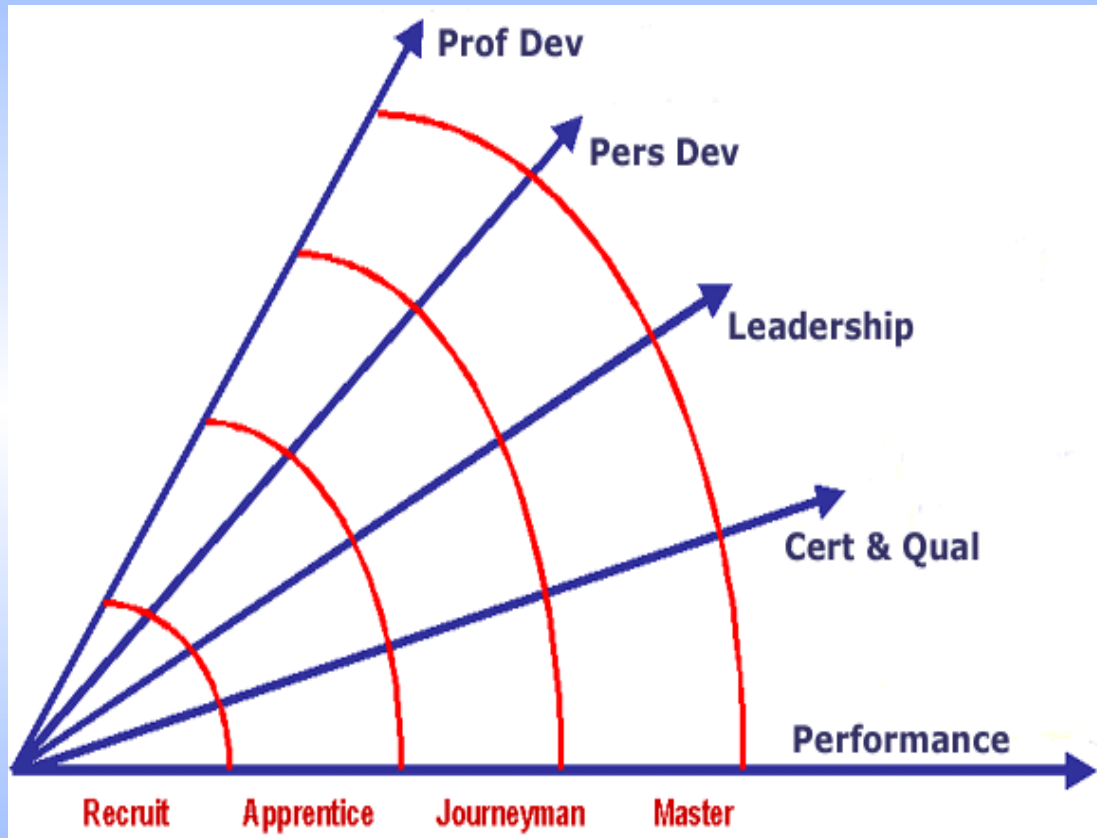 Prof Dev
Pers Dev
Leadership
Cert & Qual
Performance
Recruit Apprentice Journeyman Master